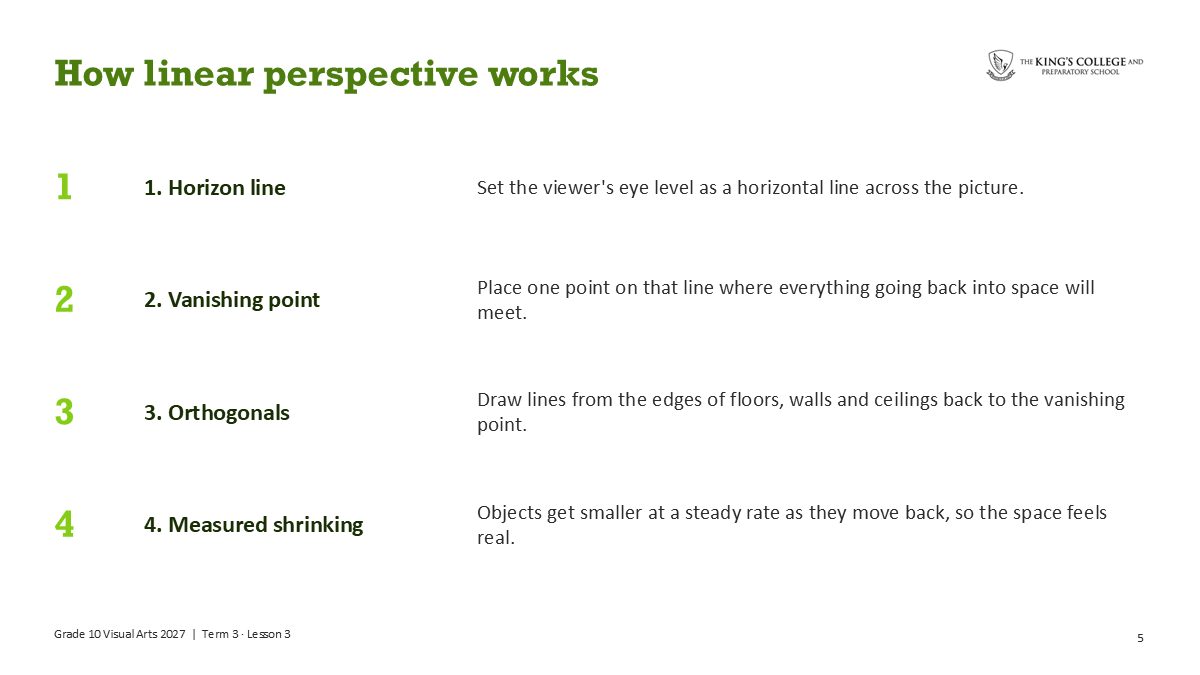 How linear perspective works
THE KING'S COLLEGE AND
PREPARATORY SCHOOL
1
1. Horizon line
Set the viewer's eye level as a horizontal line across the picture.
2
2. Vanishing point
Place one point on that line where everything going back into space will
meet.
3
3. Orthogonals
Draw lines from the edges of floors, walls and ceilings back to the vanishing
point.
4
4. Measured shrinking
Objects get smaller at a steady rate as they move back, so the space feels
real.
Grade 10 Visual Arts 2027 | Term 3 · Lesson 3
5